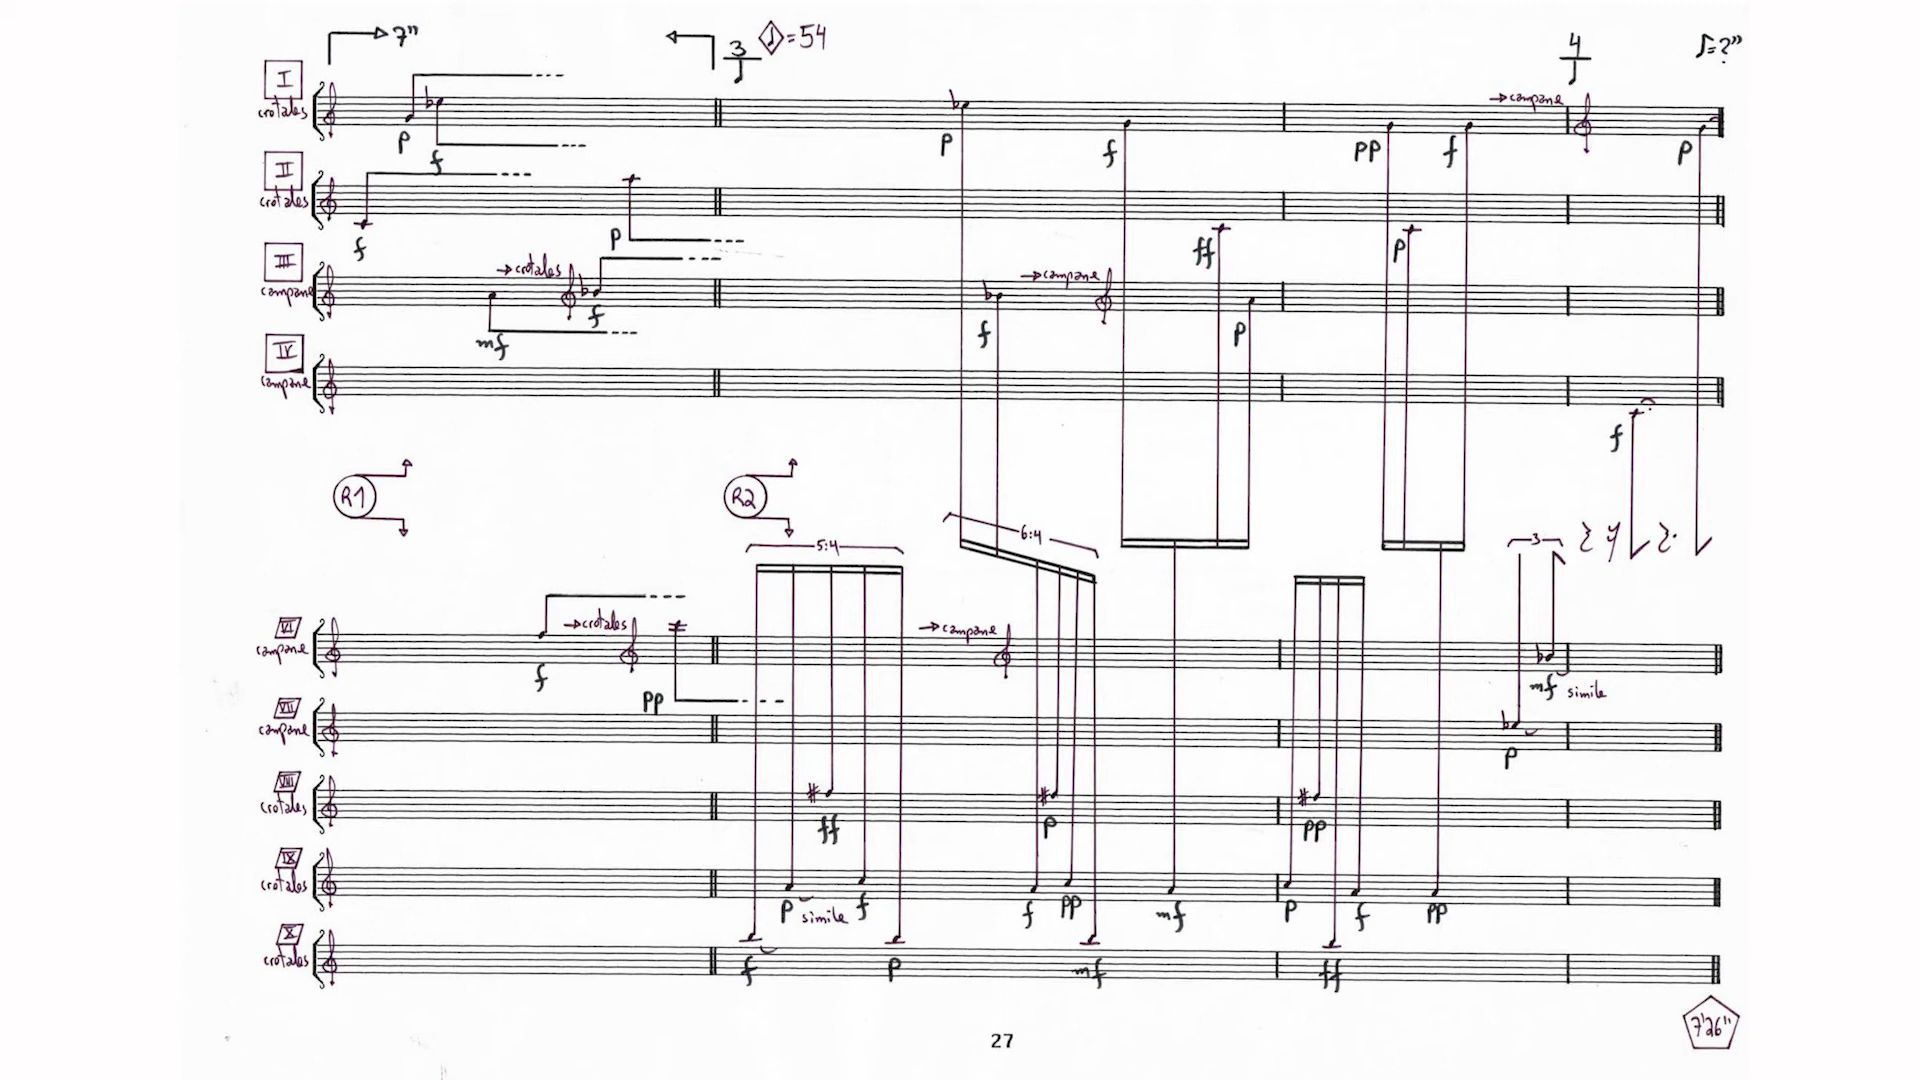 7"
3
♩=54
4
♪=?"
I
crotales
→campane
p f p f pp f p
II
crotales
f p ff p
III
campane
→crotales
→campane
mf f f p
IV
campane
f
R1
R2
5:4
6:4
3
VI
campane
→crotales
→campane
f pp mf simile
VII
campane
p
VIII
crotales
ff p pp
IX
crotales
p simile f f pp mf p f pp
X
crotales
f p mf ff
27
7'26"